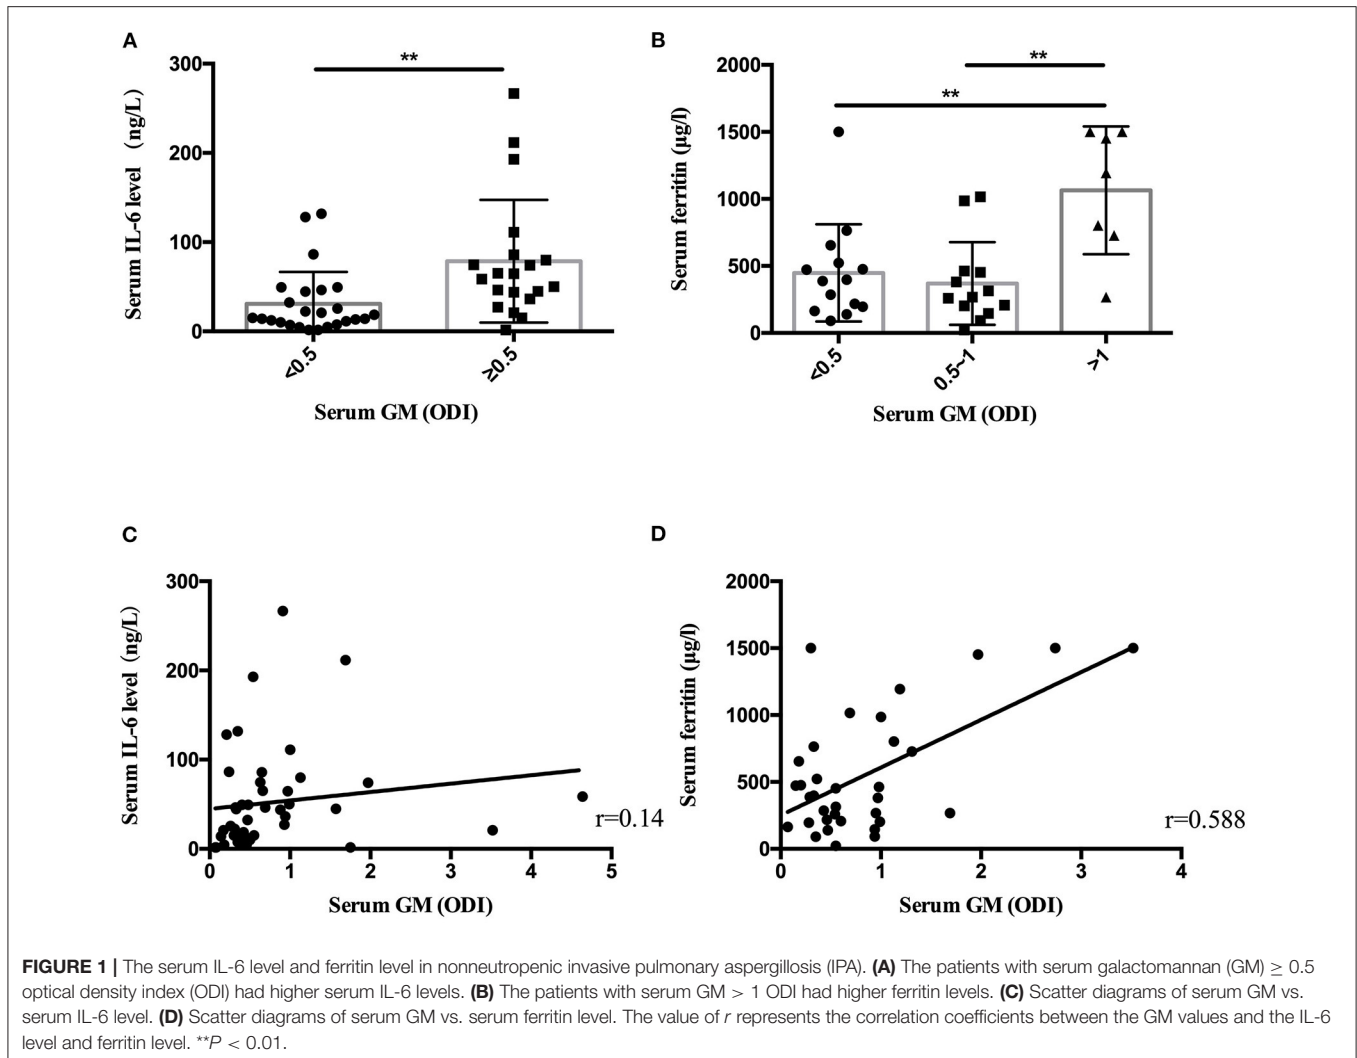 A
**
300
200
100
0
Serum IL-6 level (ng/L)
<0.5
≥0.5
Serum GM (ODI)
B
**
**
2000
1500
1000
500
0
Serum ferritin (µg/l)
<0.5
0.5~1
>1
Serum GM (ODI)
C
300
200
100
0
Serum IL-6 level (ng/L)
r=0.14
0 1 2 3 4 5
Serum GM (ODI)
D
2000
1500
1000
500
0
Serum ferritin (µg/l)
r=0.588
0 1 2 3 4
Serum GM (ODI)
FIGURE 1 | The serum IL-6 level and ferritin level in nonneutropenic invasive pulmonary aspergillosis (IPA). (A) The patients with serum galactomannan (GM) ≥ 0.5
optical density index (ODI) had higher serum IL-6 levels. (B) The patients with serum GM > 1 ODI had higher ferritin levels. (C) Scatter diagrams of serum GM vs.
serum IL-6 level. (D) Scatter diagrams of serum GM vs. serum ferritin level. The value of r represents the correlation coefficients between the GM values and the IL-6
level and ferritin level. **P < 0.01.